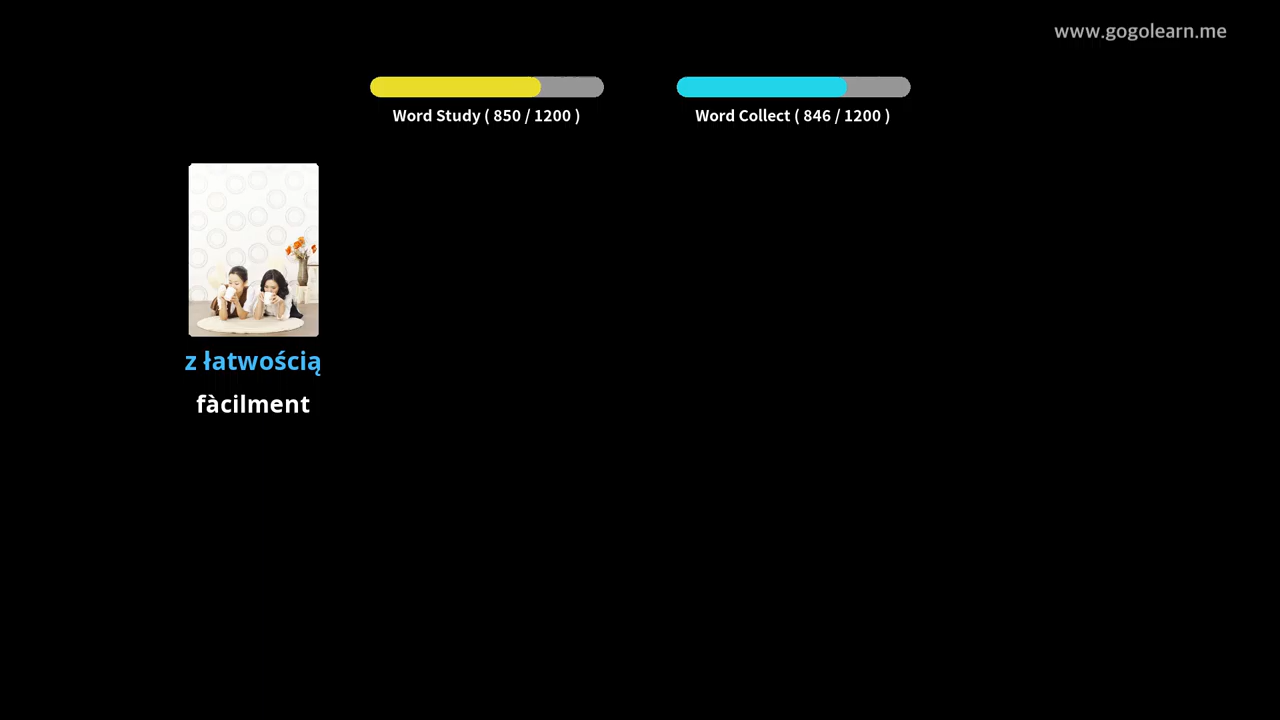 www.gogolearn.me
Word Study ( 850 / 1200 )
Word Collect ( 846 / 1200 )
z łatwością
fàcilment